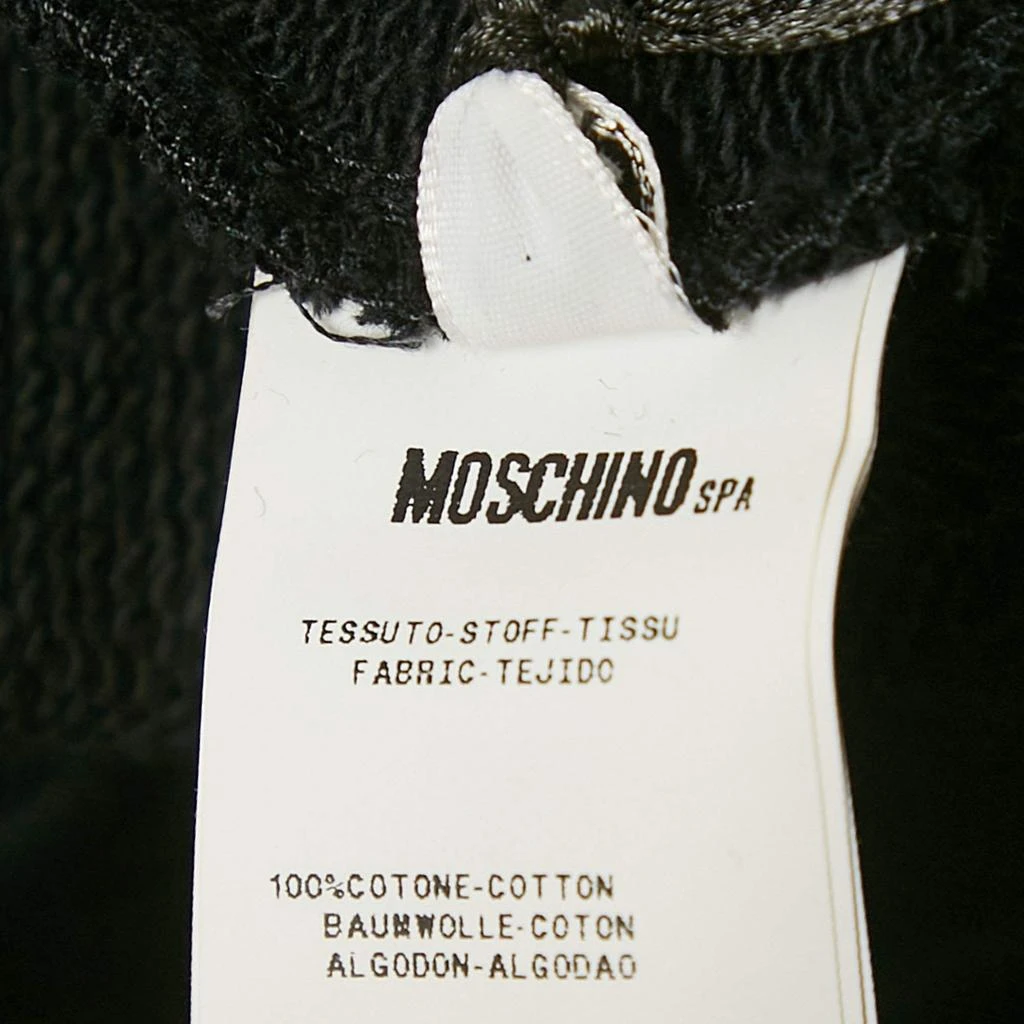 MOSCHINO SPA
TESSUTO-STOFF-TISSU
FABRIC-TEJIDO
100%COTONE-COTTON
BAUMWOLLE-COTON
ALGODON-ALGODAO